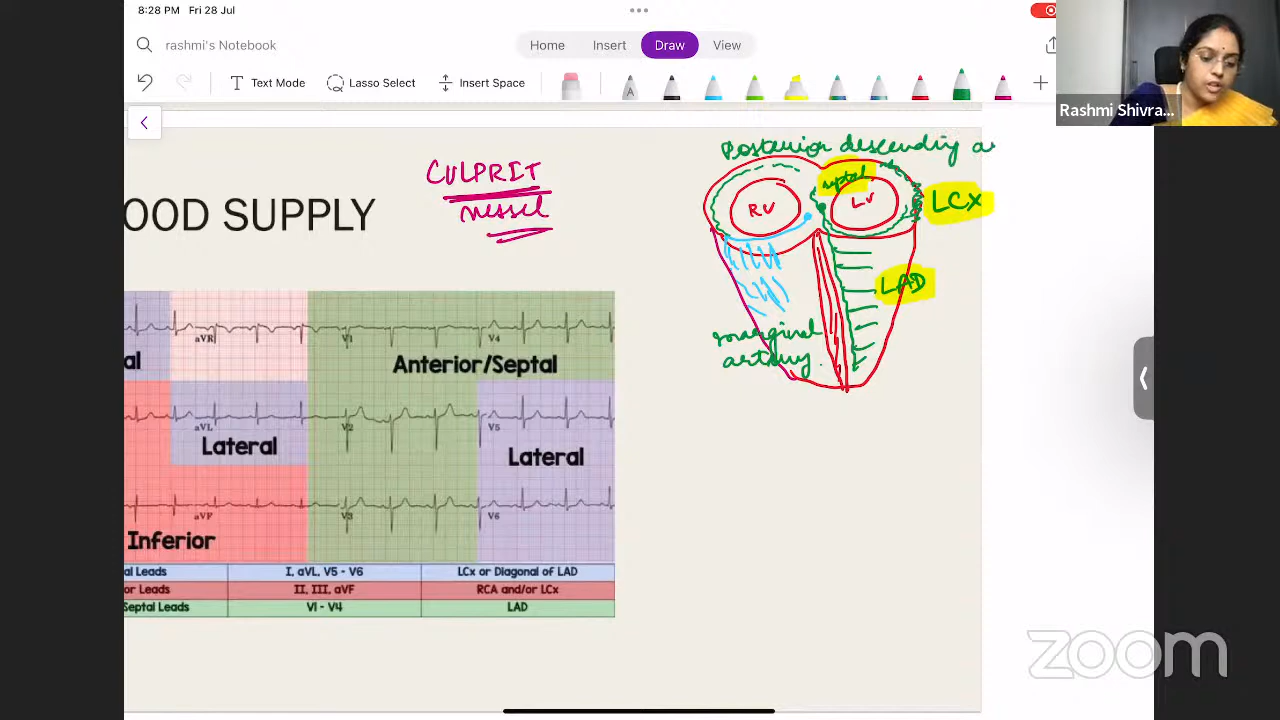 8:28 PM Fri 28 Jul
rashmi's Notebook
Home Insert Draw View
Text Mode
Lasso Select
Insert Space
A
Rashmi Shivra...
OOD SUPPLY
CULPRIT
vessel
Posterior descending a
septal
RV
LV
LCX
LAD
marginal
artery.
aVR
V1
V4
al
Anterior/Septal
aVL
V2
V5
Lateral
Lateral
aVF
V3
V6
Inferior
al Leads
I, aVL, V5 - V6
LCx or Diagonal of LAD
or Leads
II, III, aVF
RCA and/or LCx
Septal Leads
V1 - V4
LAD
zoom